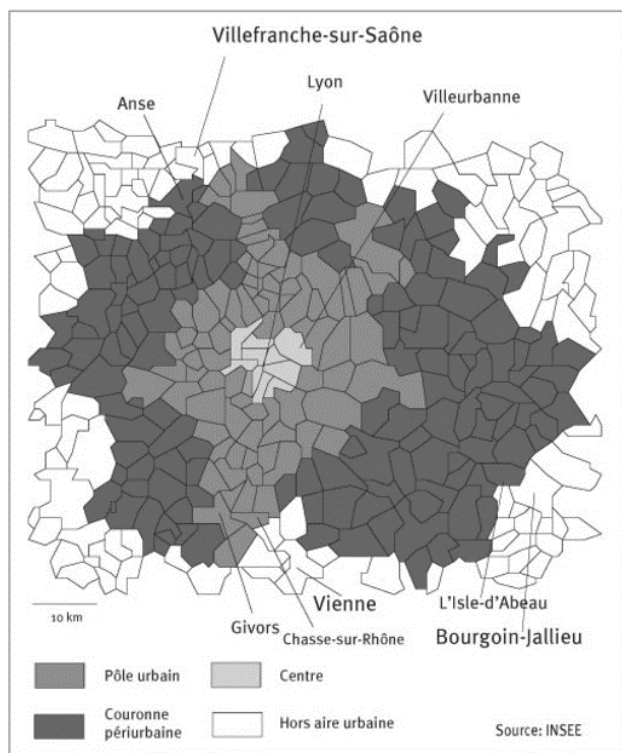 Villefranche-sur-Saône
Lyon
Anse
Villeurbanne
10 km
Vienne
L'Isle-d'Abeau
Givors
Chasse-sur-Rhône
Bourgoin-Jallieu
Pôle urbain
Centre
Couronne
périurbaine
Hors aire urbaine
Source: INSEE